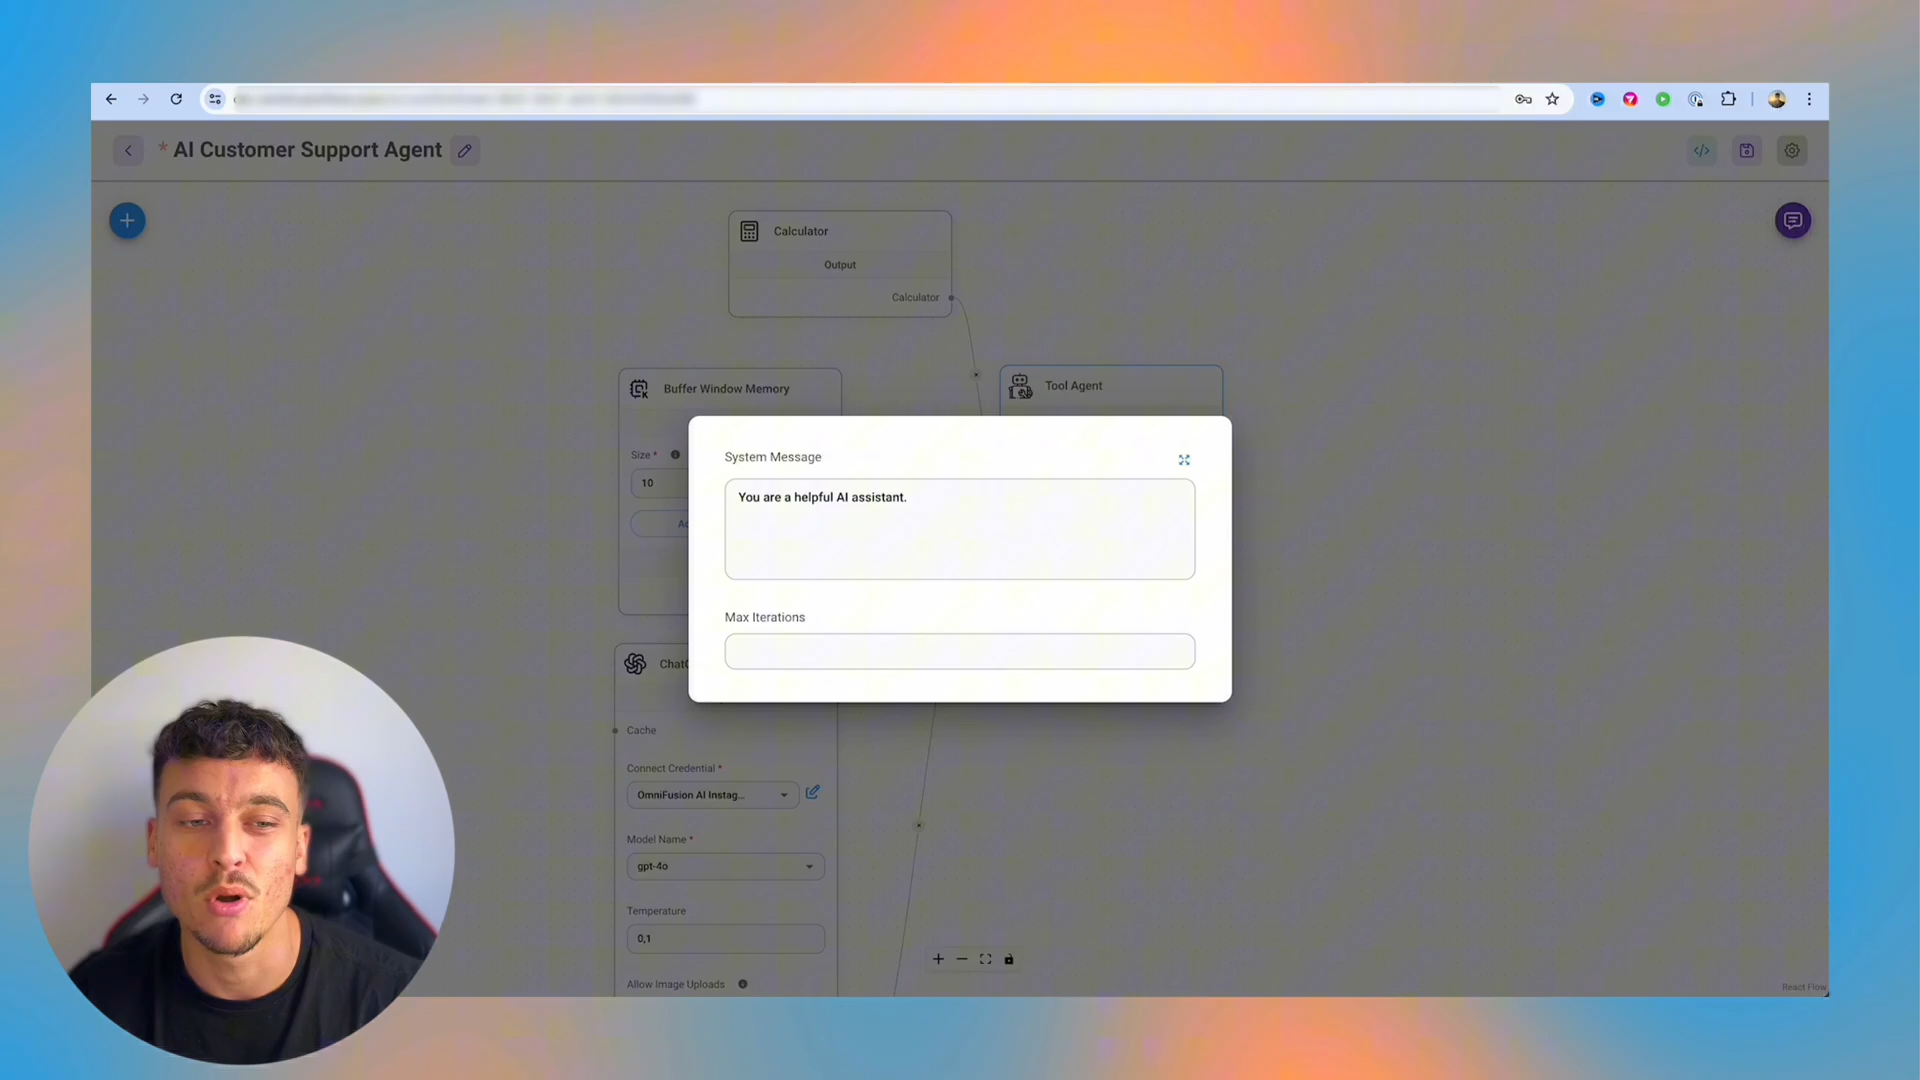 * AI Customer Support Agent
Calculator
Output
Calculator
Buffer Window Memory
Tool Agent
Size *
10
System Message
You are a helpful AI assistant.
Max Iterations
Cache
Connect Credential *
OmniFusion AI Instag...
Model Name *
gpt-4o
Temperature
0,1
Allow Image Uploads
React Flow